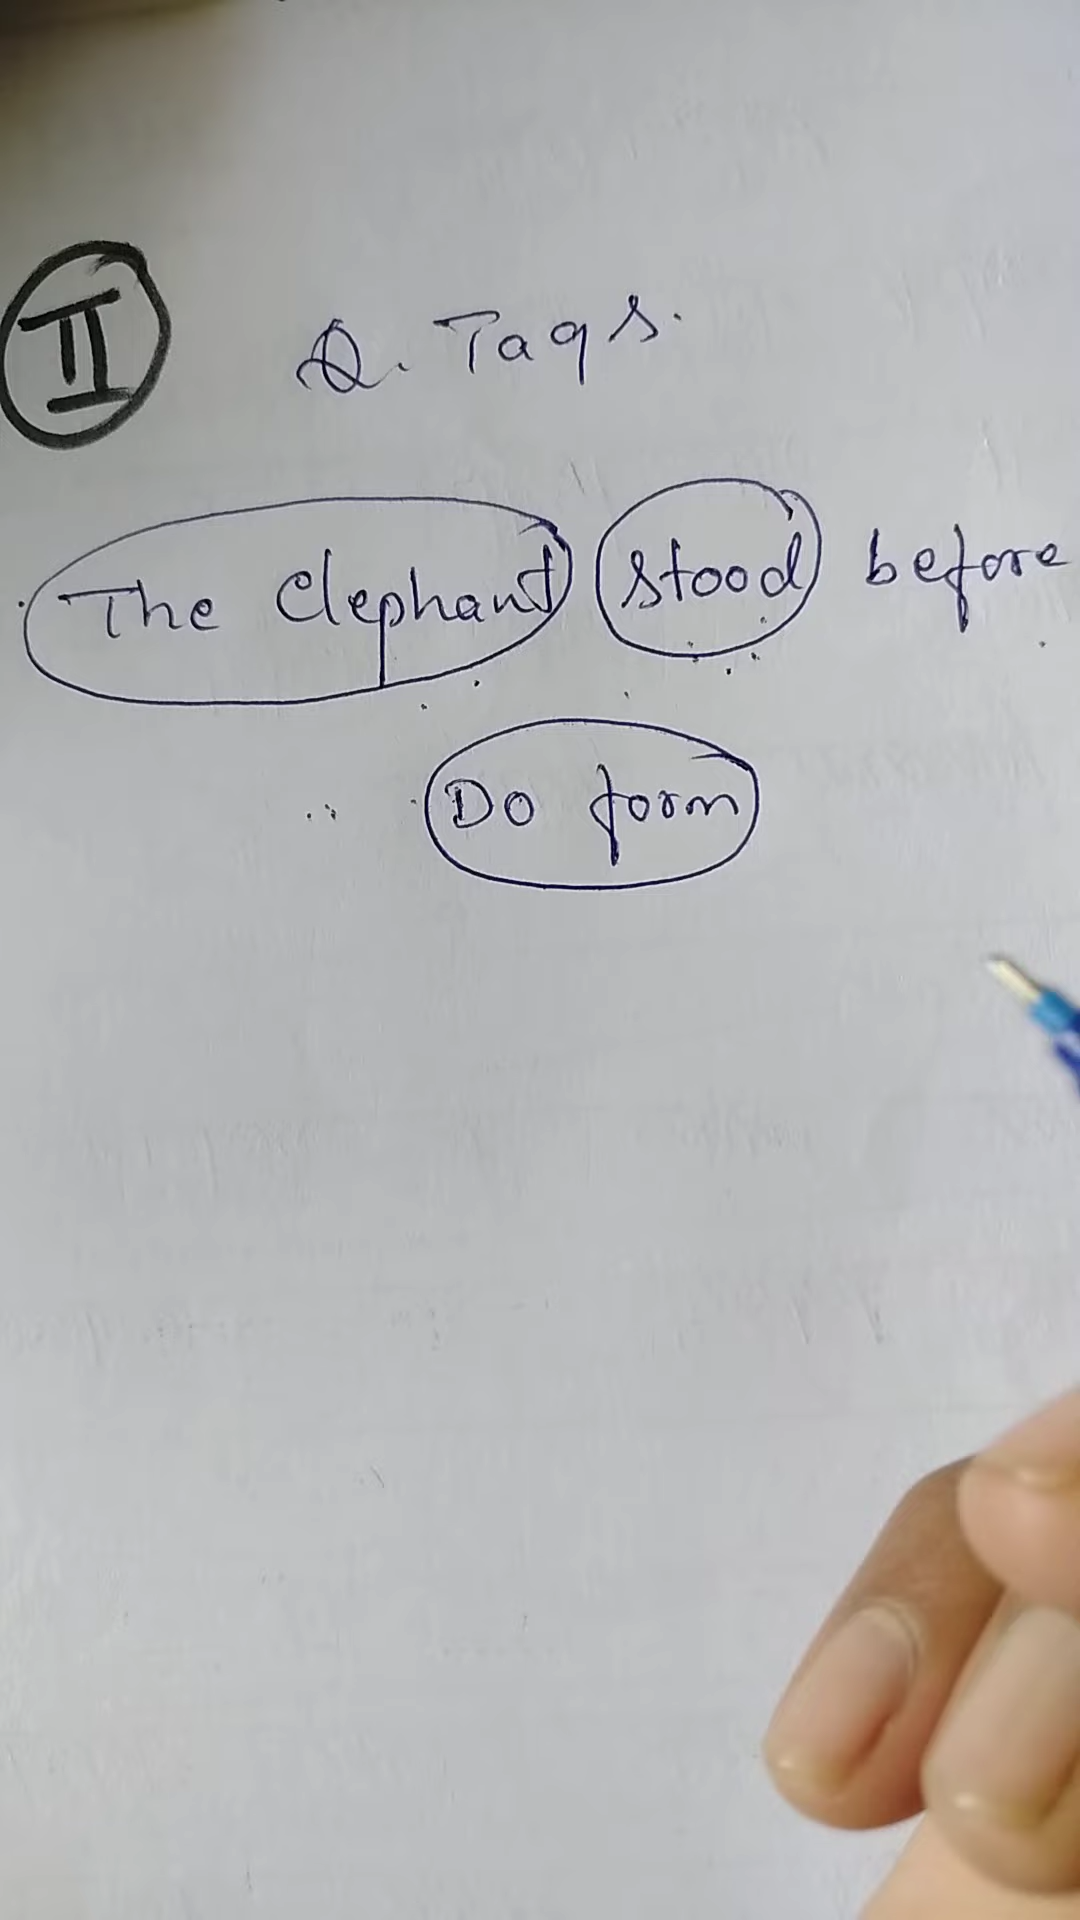 II
Q. Tags.
The elephant stood before
Do form